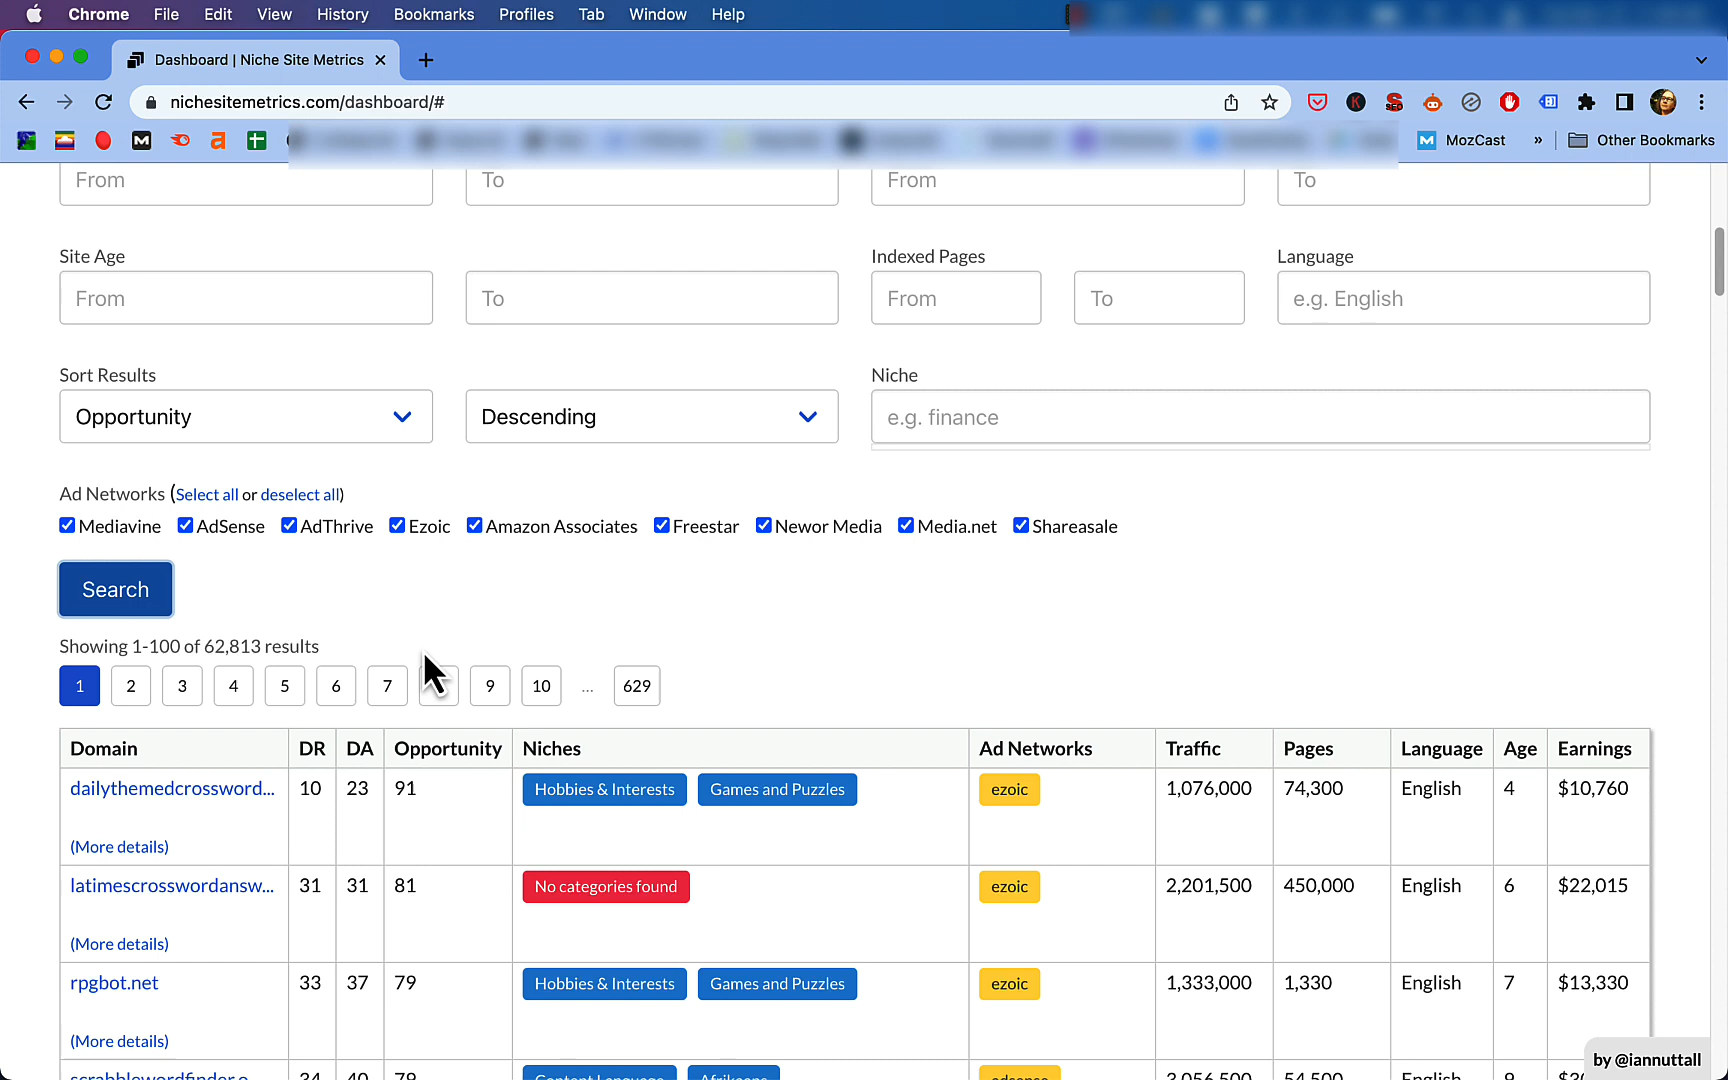 Chrome File Edit View History Bookmarks Profiles Tab Window Help
Dashboard | Niche Site Metrics
nichesitemetrics.com/dashboard/#
MozCast » Other Bookmarks
From To From To
Site Age Indexed Pages Language
From To From To e.g. English
Sort Results Niche
Opportunity Descending e.g. finance
Ad Networks (Select all or deselect all)
Mediavine AdSense AdThrive Ezoic Amazon Associates Freestar Newor Media Media.net Shareasale
Search
Showing 1-100 of 62,813 results
1 2 3 4 5 6 7 9 10 ... 629
Domain DR DA Opportunity Niches Ad Networks Traffic Pages Language Age Earnings
dailythemedcrossword... 10 23 91 Hobbies & Interests Games and Puzzles ezoic 1,076,000 74,300 English 4 $10,760
(More details)
latimescrosswordansw... 31 31 81 No categories found ezoic 2,201,500 450,000 English 6 $22,015
(More details)
rpgbot.net 33 37 79 Hobbies & Interests Games and Puzzles ezoic 1,333,000 1,330 English 7 $13,330
(More details)
by @iannuttall